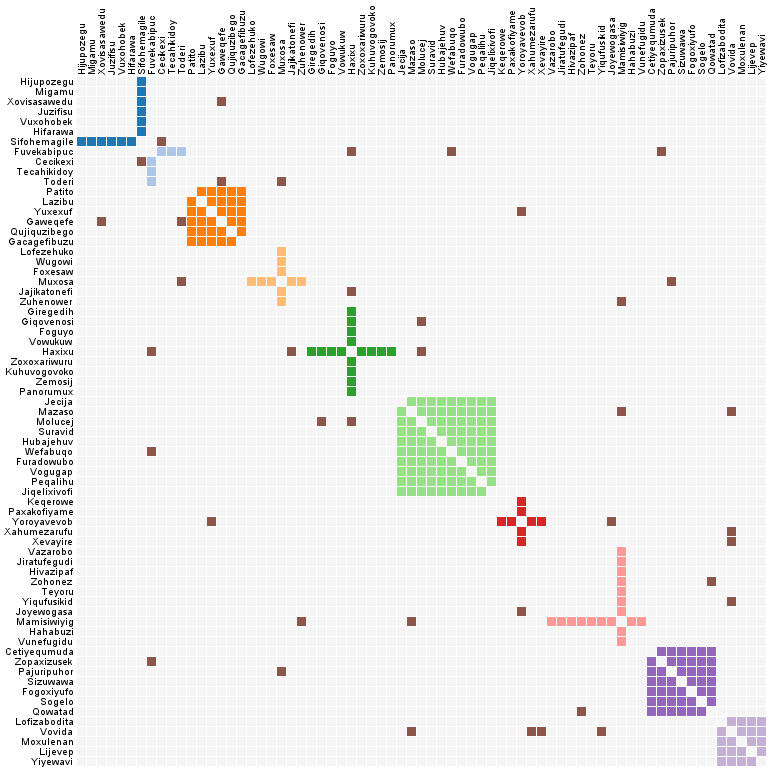 Hijupozegu
Migamu
Xovisasawedu
Juzifisu
Vuxohobek
Hifarawa
Sifohemagile
Fuvekabipuc
Cecikexi
Tecahikidoy
Toderi
Patito
Lazibu
Yuxexuf
Gaweqefe
Qujiquzibego
Gacagefibuzu
Lofezehuko
Wugowi
Foxesaw
Muxosa
Jajikatonefi
Zuhenower
Giregedih
Giqovenosi
Foguyo
Vowukuw
Haxixu
Zoxoxariwuru
Kuhuvogovoko
Zemosij
Panorumux
Jecija
Mazaso
Molucej
Suravid
Hubajehuv
Wefabuqo
Furadowubo
Vogugap
Peqalihu
Jiqelixivofi
Keqerowe
Paxakofiyame
Yoroyavevob
Xahumezarufu
Xevayire
Vazarobo
Jiratufegudi
Hivazipaf
Zohonez
Teyoru
Yiqufusikid
Joyewogasa
Mamisiwiyig
Hahabuzi
Vunefugidu
Cetiyequmuda
Zopaxizusek
Pajuripuhor
Sizuwawa
Fogoxiyufo
Sogelo
Qowatad
Lofizabodita
Vovida
Moxulenan
Lijevep
Yiyewavi
Hijupozegu
Migamu
Xovisasawedu
Juzifisu
Vuxohobek
Hifarawa
Sifohemagile
Fuvekabipuc
Cecikexi
Tecahikidoy
Toderi
Patito
Lazibu
Yuxexuf
Gaweqefe
Qujiquzibego
Gacagefibuzu
Lofezehuko
Wugowi
Foxesaw
Muxosa
Jajikatonefi
Zuhenower
Giregedih
Giqovenosi
Foguyo
Vowukuw
Haxixu
Zoxoxariwuru
Kuhuvogovoko
Zemosij
Panorumux
Jecija
Mazaso
Molucej
Suravid
Hubajehuv
Wefabuqo
Furadowubo
Vogugap
Peqalihu
Jiqelixivofi
Keqerowe
Paxakofiyame
Yoroyavevob
Xahumezarufu
Xevayire
Vazarobo
Jiratufegudi
Hivazipaf
Zohonez
Teyoru
Yiqufusikid
Joyewogasa
Mamisiwiyig
Hahabuzi
Vunefugidu
Cetiyequmuda
Zopaxizusek
Pajuripuhor
Sizuwawa
Fogoxiyufo
Sogelo
Qowatad
Lofizabodita
Vovida
Moxulenan
Lijevep
Yiyewavi